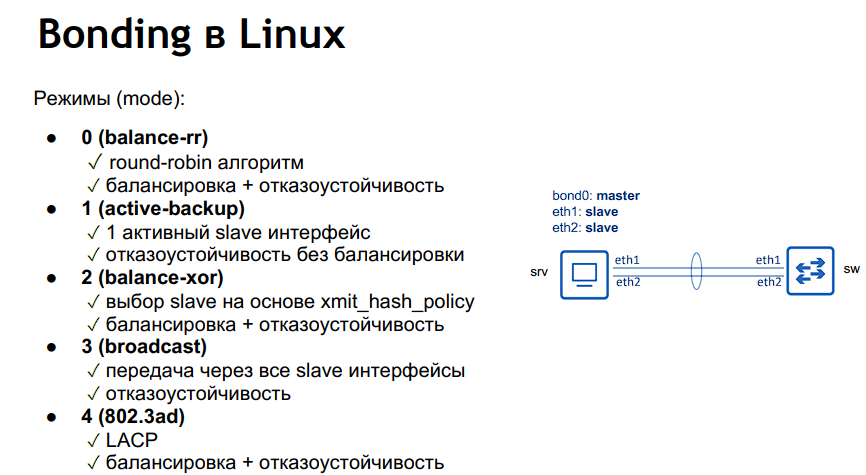 Bonding в Linux
Режимы (mode):
● 0 (balance-rr)
✓ round-robin алгоритм
✓ балансировка + отказоустойчивость
● 1 (active-backup)
✓ 1 активный slave интерфейс
✓ отказоустойчивость без балансировки
● 2 (balance-xor)
✓ выбор slave на основе xmit_hash_policy
✓ балансировка + отказоустойчивость
● 3 (broadcast)
✓ передача через все slave интерфейсы
✓ отказоустойчивость
● 4 (802.3ad)
✓ LACP
✓ балансировка + отказоустойчивость
bond0: master
eth1: slave
eth2: slave
srv
eth1
eth2
eth1
eth2
sw